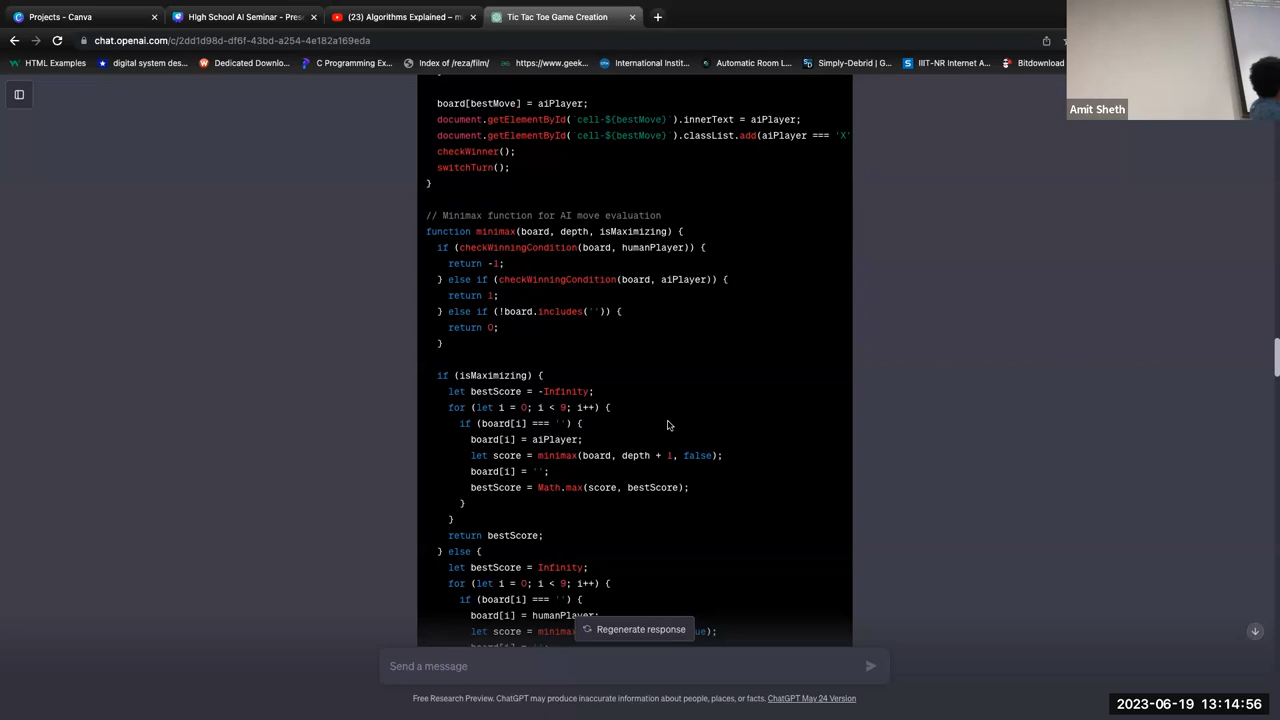 Projects - Canva
High School AI Seminar - Pres
(23) Algorithms Explained – m
Tic Tac Toe Game Creation
chat.openai.com/c/2dd1d98d-df6f-43bd-a254-4e182a169eda
HTML Examples
digital system des...
Dedicated Downlo...
C Programming Ex...
Index of /reza/film/
https://www.geek...
International Instit...
Automatic Room L...
Simply-Debrid | G...
IIIT-NR Internet A...
Bitdownload
Amit Sheth
board[bestMove] = aiPlayer;
document.getElementById(`cell-${bestMove}`).innerText = aiPlayer;
document.getElementById(`cell-${bestMove}`).classList.add(aiPlayer === 'X'
checkWinner();
switchTurn();
}
// Minimax function for AI move evaluation
function minimax(board, depth, isMaximizing) {
if (checkWinningCondition(board, humanPlayer)) {
return -1;
} else if (checkWinningCondition(board, aiPlayer)) {
return 1;
} else if (!board.includes('')) {
return 0;
}
if (isMaximizing) {
let bestScore = -Infinity;
for (let i = 0; i < 9; i++) {
if (board[i] === '') {
board[i] = aiPlayer;
let score = minimax(board, depth + 1, false);
board[i] = '';
bestScore = Math.max(score, bestScore);
}
}
return bestScore;
} else {
let bestScore = Infinity;
for (let i = 0; i < 9; i++) {
if (board[i] === '') {
board[i] = humanPlayer;
let score = minima ue);
Regenerate response
Send a message
Free Research Preview. ChatGPT may produce inaccurate information about people, places, or facts. ChatGPT May 24 Version
2023-06-19 13:14:56